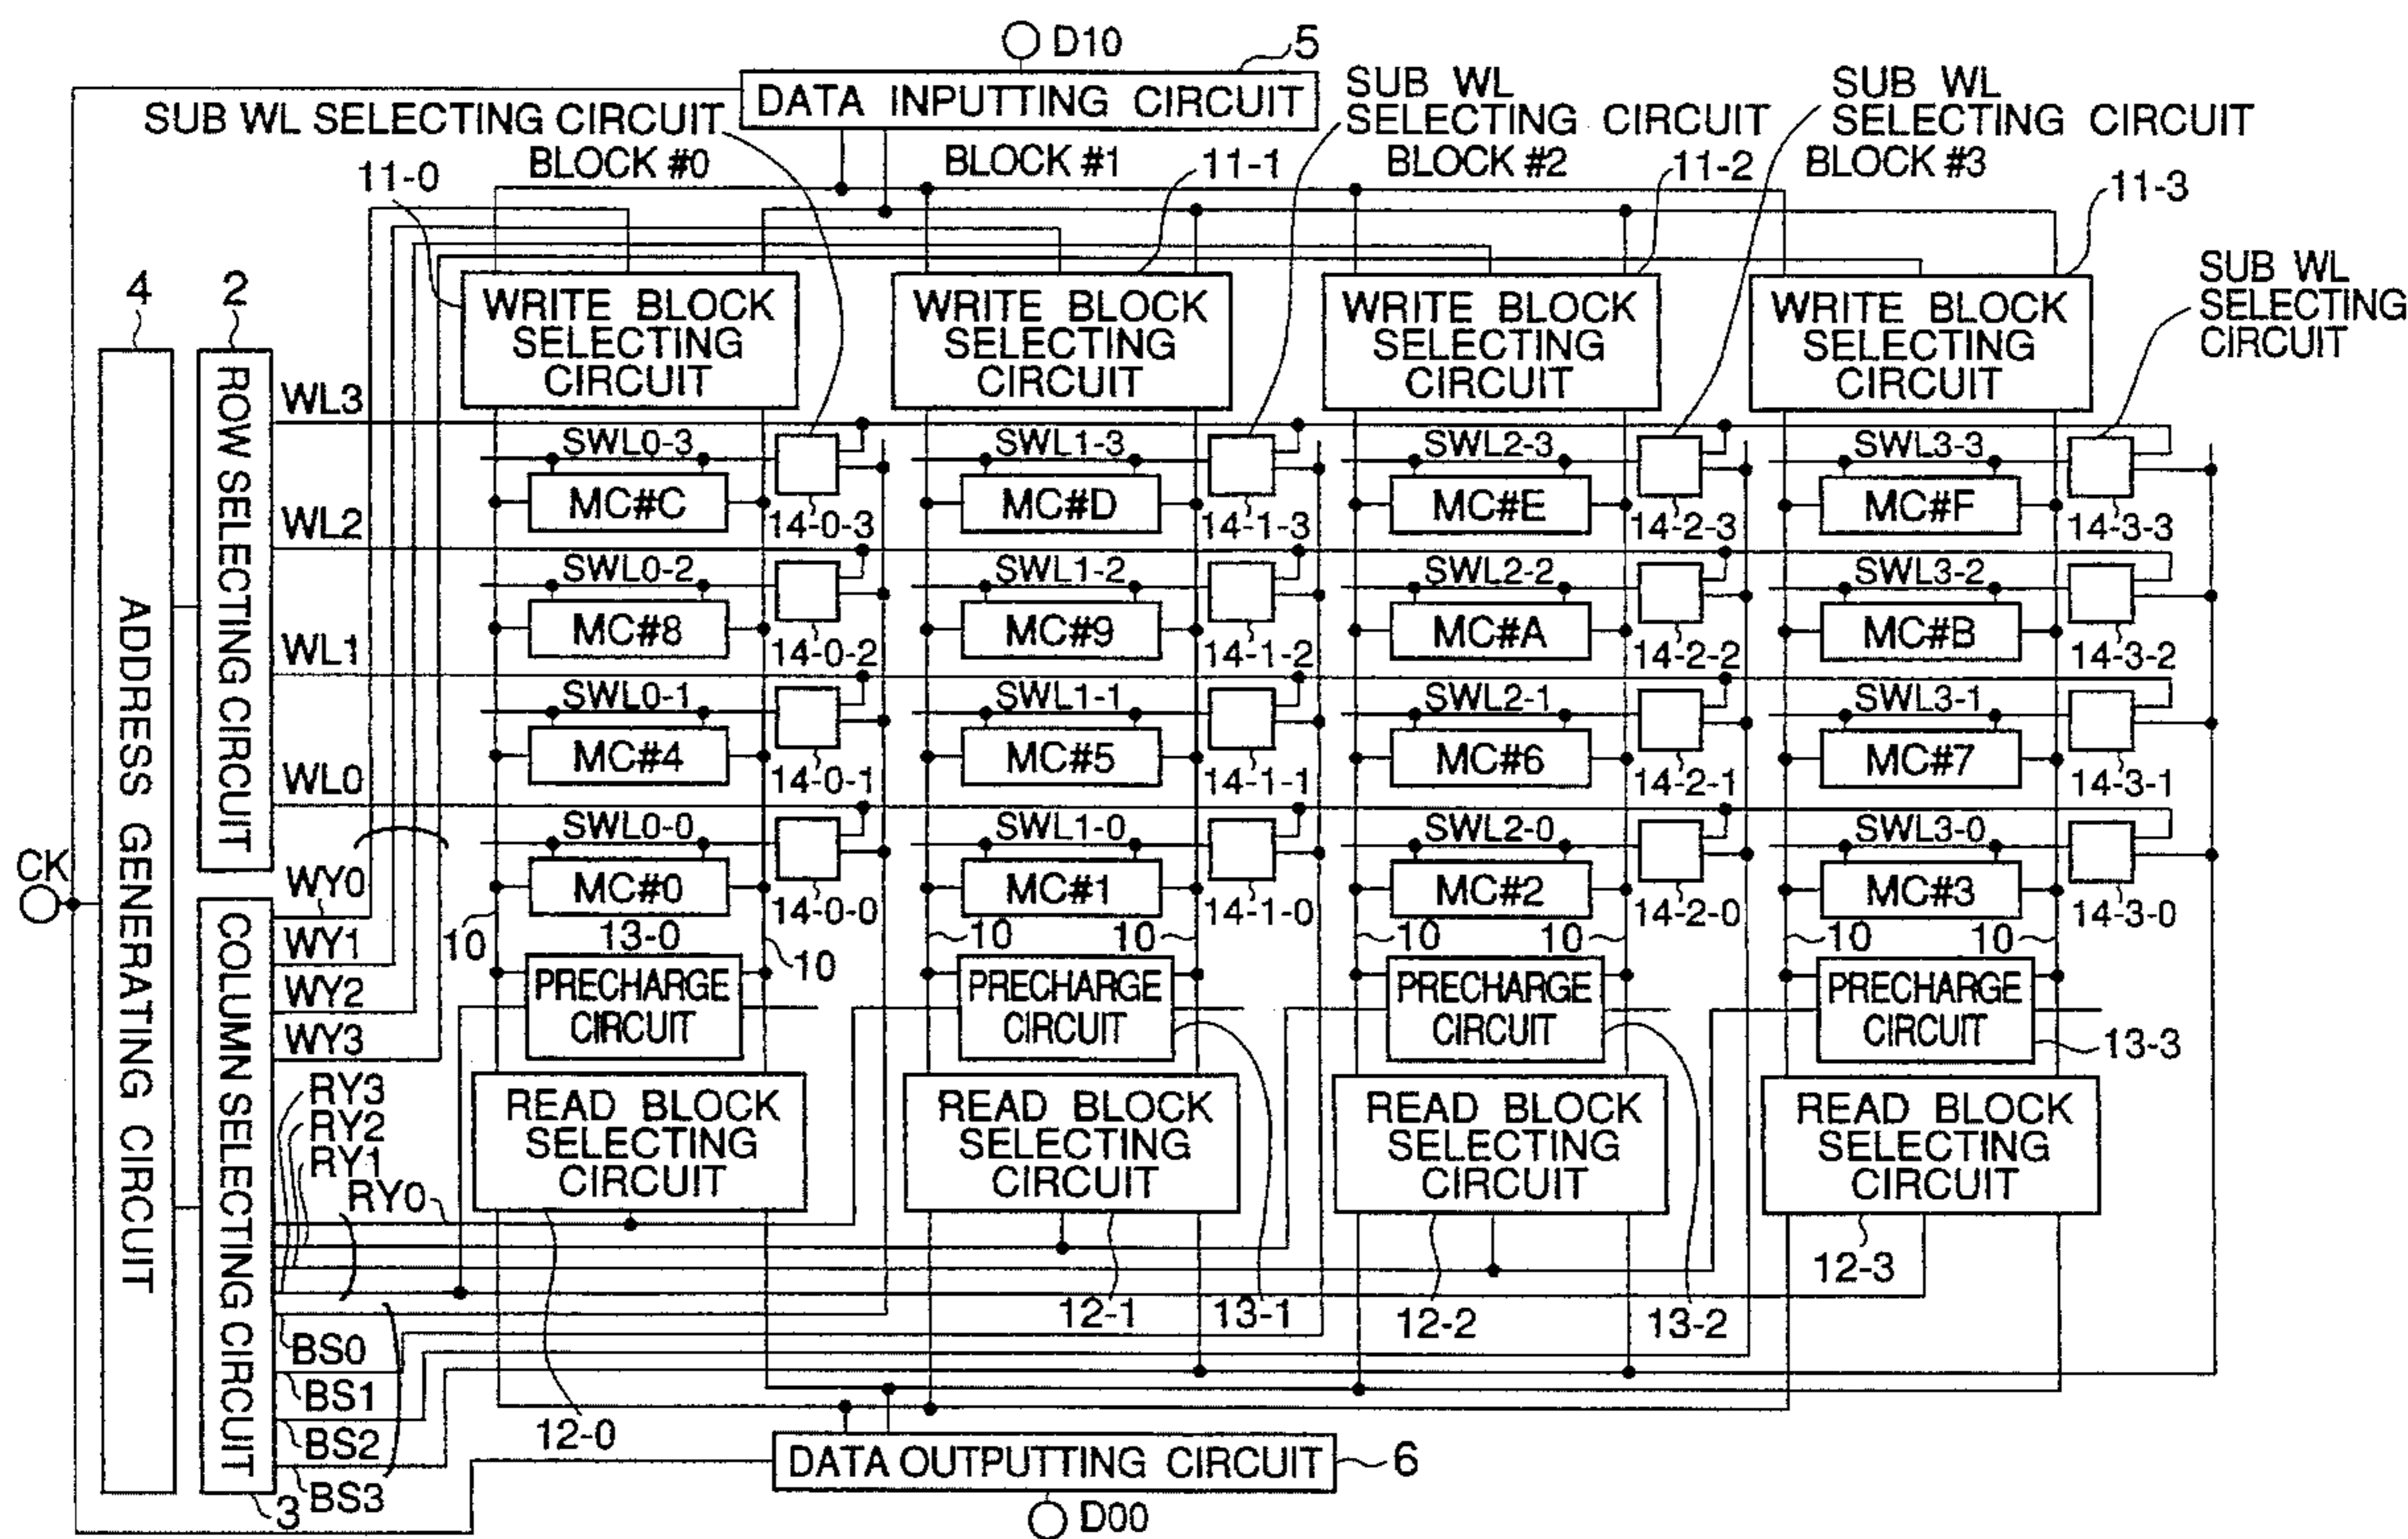 D10
5
DATA INPUTTING CIRCUIT
SUB WL SELECTING CIRCUIT
SUB WL
SELECTING CIRCUIT
SUB WL
SELECTING CIRCUIT
BLOCK #0
BLOCK #1
BLOCK #2
BLOCK #3
11-0
11-1
11-2
11-3
SUB WL
SELECTING
CIRCUIT
4
2
WRITE BLOCK
SELECTING
CIRCUIT
WRITE BLOCK
SELECTING
CIRCUIT
WRITE BLOCK
SELECTING
CIRCUIT
WRITE BLOCK
SELECTING
CIRCUIT
ADDRESS GENERATING CIRCUIT
ROW SELECTING CIRCUIT
COLUMN SELECTING CIRCUIT
CK
WL3
SWL0-3
SWL1-3
SWL2-3
SWL3-3
MC#C
MC#D
MC#E
MC#F
14-0-3
14-1-3
14-2-3
14-3-3
WL2
SWL0-2
SWL1-2
SWL2-2
SWL3-2
MC#8
MC#9
MC#A
MC#B
14-0-2
14-1-2
14-2-2
14-3-2
WL1
SWL0-1
SWL1-1
SWL2-1
SWL3-1
MC#4
MC#5
MC#6
MC#7
14-0-1
14-1-1
14-2-1
14-3-1
WL0
SWL0-0
SWL1-0
SWL2-0
SWL3-0
MC#0
MC#1
MC#2
MC#3
14-0-0
14-1-0
14-2-0
14-3-0
WY0
WY1
WY2
WY3
10
13-0
10
10
10
10
10
10
10
PRECHARGE
CIRCUIT
PRECHARGE
CIRCUIT
PRECHARGE
CIRCUIT
PRECHARGE
CIRCUIT
13-3
RY3
RY2
RY1
RY0
READ BLOCK
SELECTING
CIRCUIT
READ BLOCK
SELECTING
CIRCUIT
READ BLOCK
SELECTING
CIRCUIT
READ BLOCK
SELECTING
CIRCUIT
12-3
12-1
13-1
12-2
13-2
BS0
BS1
BS2
BS3
12-0
3
DATA OUTPUTTING CIRCUIT
6
D00